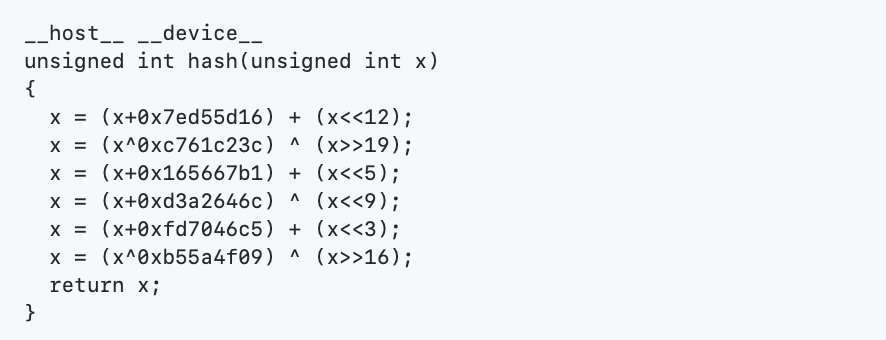 __host__ __device__
unsigned int hash(unsigned int x)
{
  x = (x+0x7ed55d16) + (x<<12);
  x = (x^0xc761c23c) ^ (x>>19);
  x = (x+0x165667b1) + (x<<5);
  x = (x+0xd3a2646c) ^ (x<<9);
  x = (x+0xfd7046c5) + (x<<3);
  x = (x^0xb55a4f09) ^ (x>>16);
  return x;
}